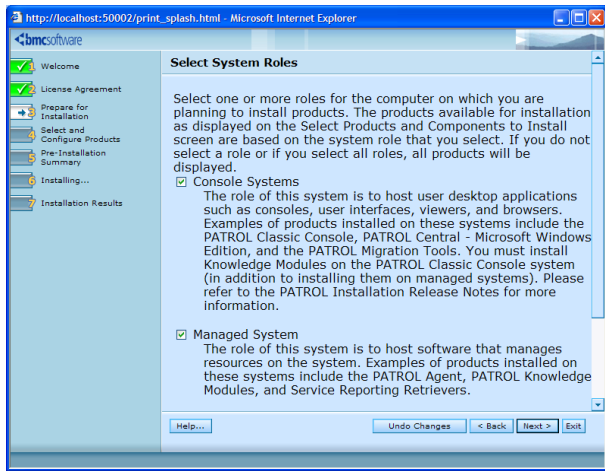 http://localhost:50002/print_splash.html - Microsoft Internet Explorer
bmcsoftware
1 Welcome
2 License Agreement
3 Prepare for
Installation
4 Select and
Configure Products
5 Pre-Installation
Summary
6 Installing...
7 Installation Results
Select System Roles
Select one or more roles for the computer on which you are
planning to install products. The products available for installation
as displayed on the Select Products and Components to Install
screen are based on the system role that you select. If you do not
select a role or if you select all roles, all products will be
displayed.
Console Systems
The role of this system is to host user desktop applications
such as consoles, user interfaces, viewers, and browsers.
Examples of products installed on these systems include the
PATROL Classic Console, PATROL Central - Microsoft Windows
Edition, and the PATROL Migration Tools. You must install
Knowledge Modules on the PATROL Classic Console system
(in addition to installing them on managed systems). Please
refer to the PATROL Installation Release Notes for more
information.
Managed System
The role of this system is to host software that manages
resources on the system. Examples of products installed on
these systems include the PATROL Agent, PATROL Knowledge
Modules, and Service Reporting Retrievers.
Help... Undo Changes < Back Next > Exit